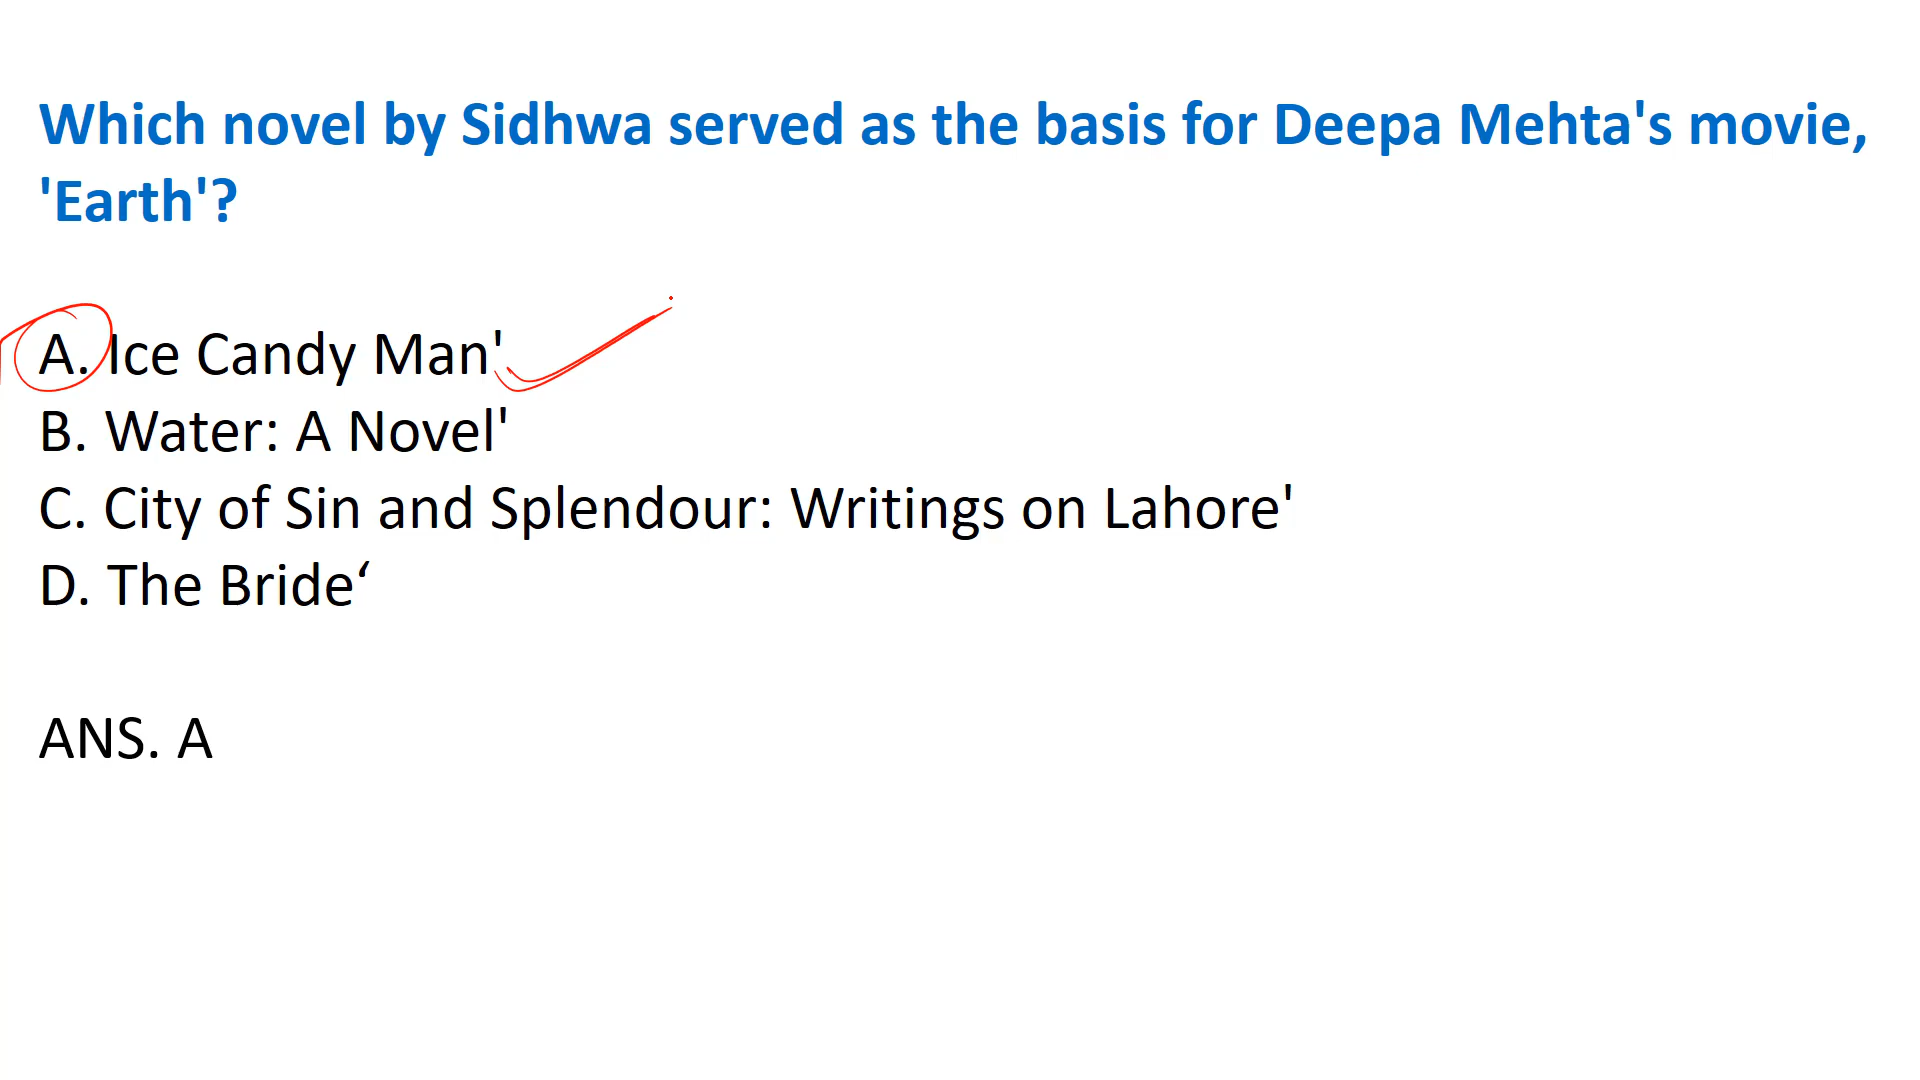 Which novel by Sidhwa served as the basis for Deepa Mehta's movie,
'Earth'?
A. Ice Candy Man'
B. Water: A Novel'
C. City of Sin and Splendour: Writings on Lahore'
D. The Bride‘
ANS. A